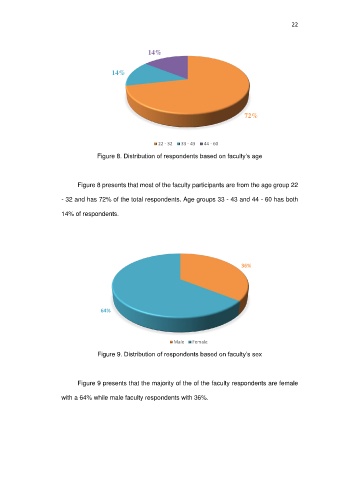 22
14%
14%
72%
22 - 32 33 - 43 44 - 60
Figure 8. Distribution of respondents based on faculty's age
Figure 8 presents that most of the faculty participants are from the age group 22
- 32 and has 72% of the total respondents. Age groups 33 - 43 and 44 - 60 has both
14% of respondents.
36%
64%
Male Female
Figure 9. Distribution of respondents based on faculty's sex
Figure 9 presents that the majority of the of the faculty respondents are female
with a 64% while male faculty respondents with 36%.